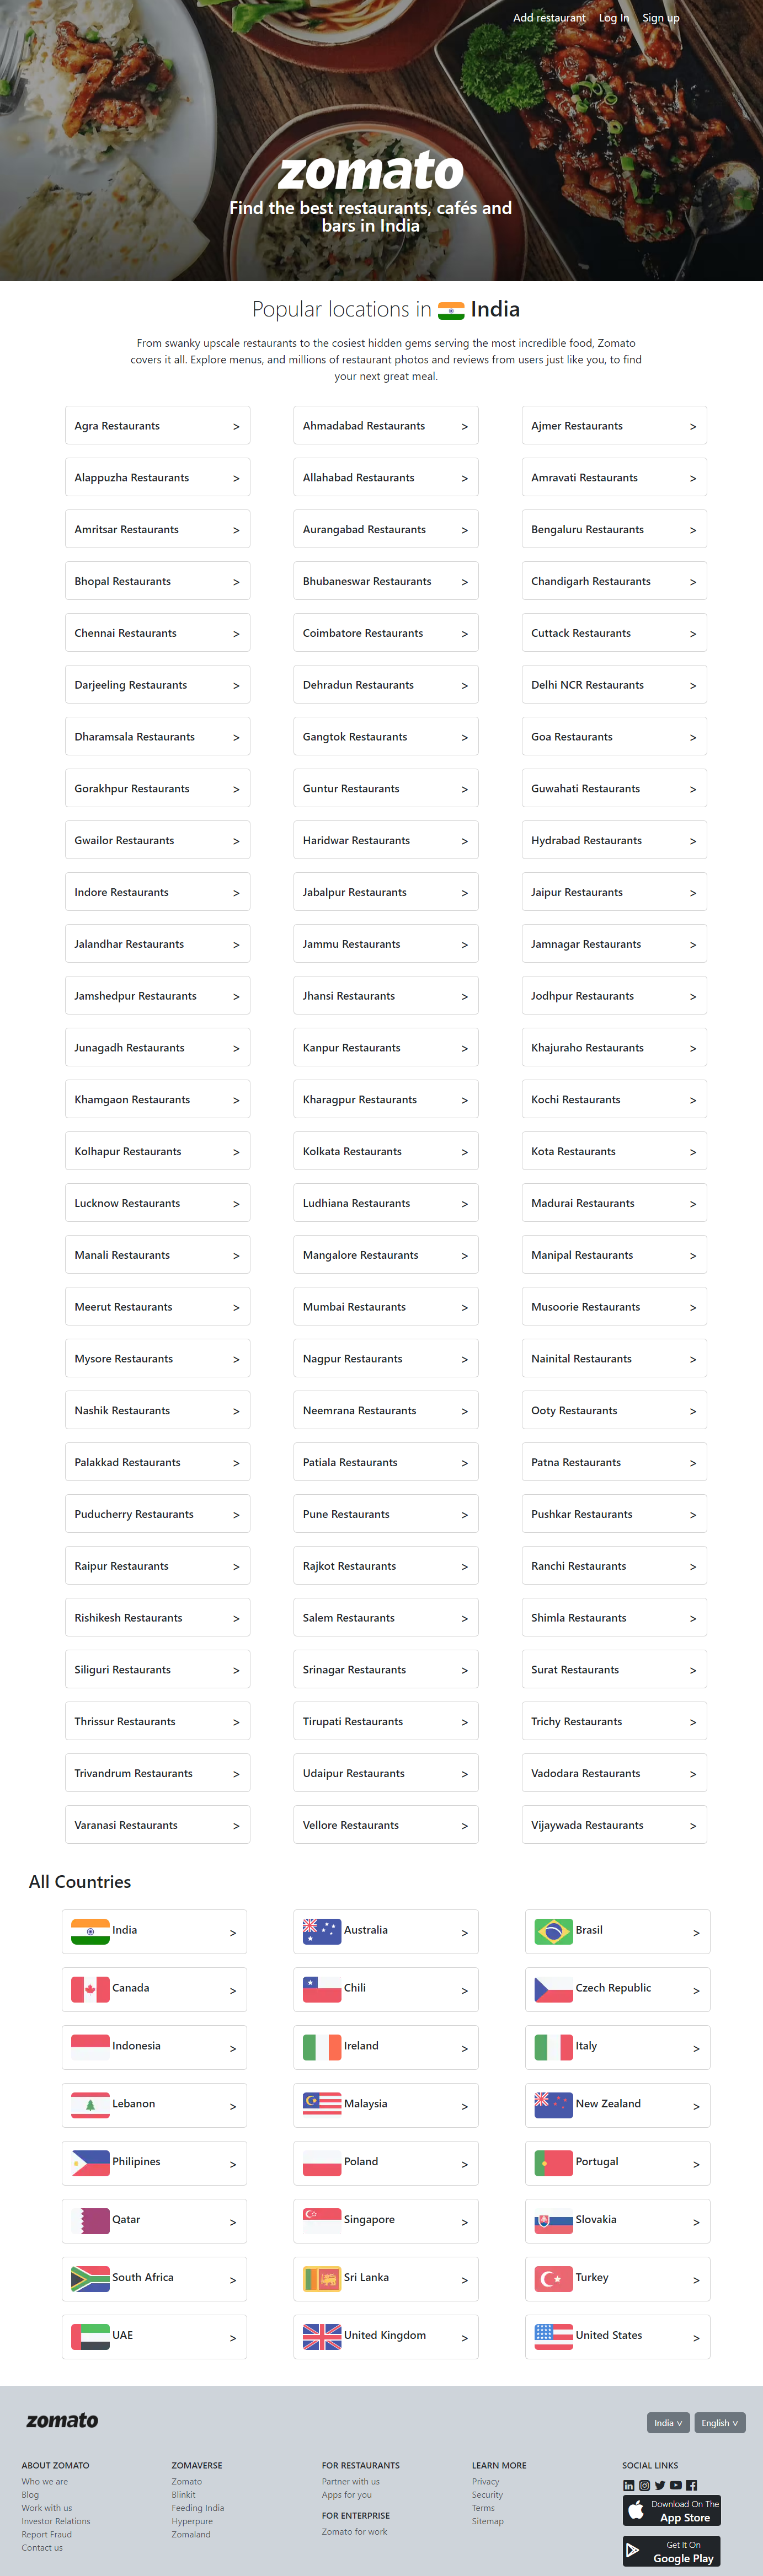 Add restaurant Log In Sign up
zomato
Find the best restaurants, cafés and
bars in India
Popular locations in India
From swanky upscale restaurants to the cosiest hidden gems serving the most incredible food, Zomato
covers it all. Explore menus, and millions of restaurant photos and reviews from users just like you, to find
your next great meal.
Agra Restaurants > Ahmadabad Restaurants > Ajmer Restaurants >
Alappuzha Restaurants > Allahabad Restaurants > Amravati Restaurants >
Amritsar Restaurants > Aurangabad Restaurants > Bengaluru Restaurants >
Bhopal Restaurants > Bhubaneswar Restaurants > Chandigarh Restaurants >
Chennai Restaurants > Coimbatore Restaurants > Cuttack Restaurants >
Darjeeling Restaurants > Dehradun Restaurants > Delhi NCR Restaurants >
Dharamsala Restaurants > Gangtok Restaurants > Goa Restaurants >
Gorakhpur Restaurants > Guntur Restaurants > Guwahati Restaurants >
Gwailor Restaurants > Haridwar Restaurants > Hydrabad Restaurants >
Indore Restaurants > Jabalpur Restaurants > Jaipur Restaurants >
Jalandhar Restaurants > Jammu Restaurants > Jamnagar Restaurants >
Jamshedpur Restaurants > Jhansi Restaurants > Jodhpur Restaurants >
Junagadh Restaurants > Kanpur Restaurants > Khajuraho Restaurants >
Khamgaon Restaurants > Kharagpur Restaurants > Kochi Restaurants >
Kolhapur Restaurants > Kolkata Restaurants > Kota Restaurants >
Lucknow Restaurants > Ludhiana Restaurants > Madurai Restaurants >
Manali Restaurants > Mangalore Restaurants > Manipal Restaurants >
Meerut Restaurants > Mumbai Restaurants > Musoorie Restaurants >
Mysore Restaurants > Nagpur Restaurants > Nainital Restaurants >
Nashik Restaurants > Neemrana Restaurants > Ooty Restaurants >
Palakkad Restaurants > Patiala Restaurants > Patna Restaurants >
Puducherry Restaurants > Pune Restaurants > Pushkar Restaurants >
Raipur Restaurants > Rajkot Restaurants > Ranchi Restaurants >
Rishikesh Restaurants > Salem Restaurants > Shimla Restaurants >
Siliguri Restaurants > Srinagar Restaurants > Surat Restaurants >
Thrissur Restaurants > Tirupati Restaurants > Trichy Restaurants >
Trivandrum Restaurants > Udaipur Restaurants > Vadodara Restaurants >
Varanasi Restaurants > Vellore Restaurants > Vijaywada Restaurants >
All Countries
India > Australia > Brasil >
Canada > Chili > Czech Republic >
Indonesia > Ireland > Italy >
Lebanon > Malaysia > New Zealand >
Philipines > Poland > Portugal >
Qatar > Singapore > Slovakia >
South Africa > Sri Lanka > Turkey >
UAE > United Kingdom > United States >
zomato
India v English v
ABOUT ZOMATO
Who we are
Blog
Work with us
Investor Relations
Report Fraud
Contact us
ZOMAVERSE
Zomato
Blinkit
Feeding India
Hyperpure
Zomaland
FOR RESTAURANTS
Partner with us
Apps for you
FOR ENTERPRISE
Zomato for work
LEARN MORE
Privacy
Security
Terms
Sitemap
SOCIAL LINKS
Download On The
App Store
Get It On
Google Play